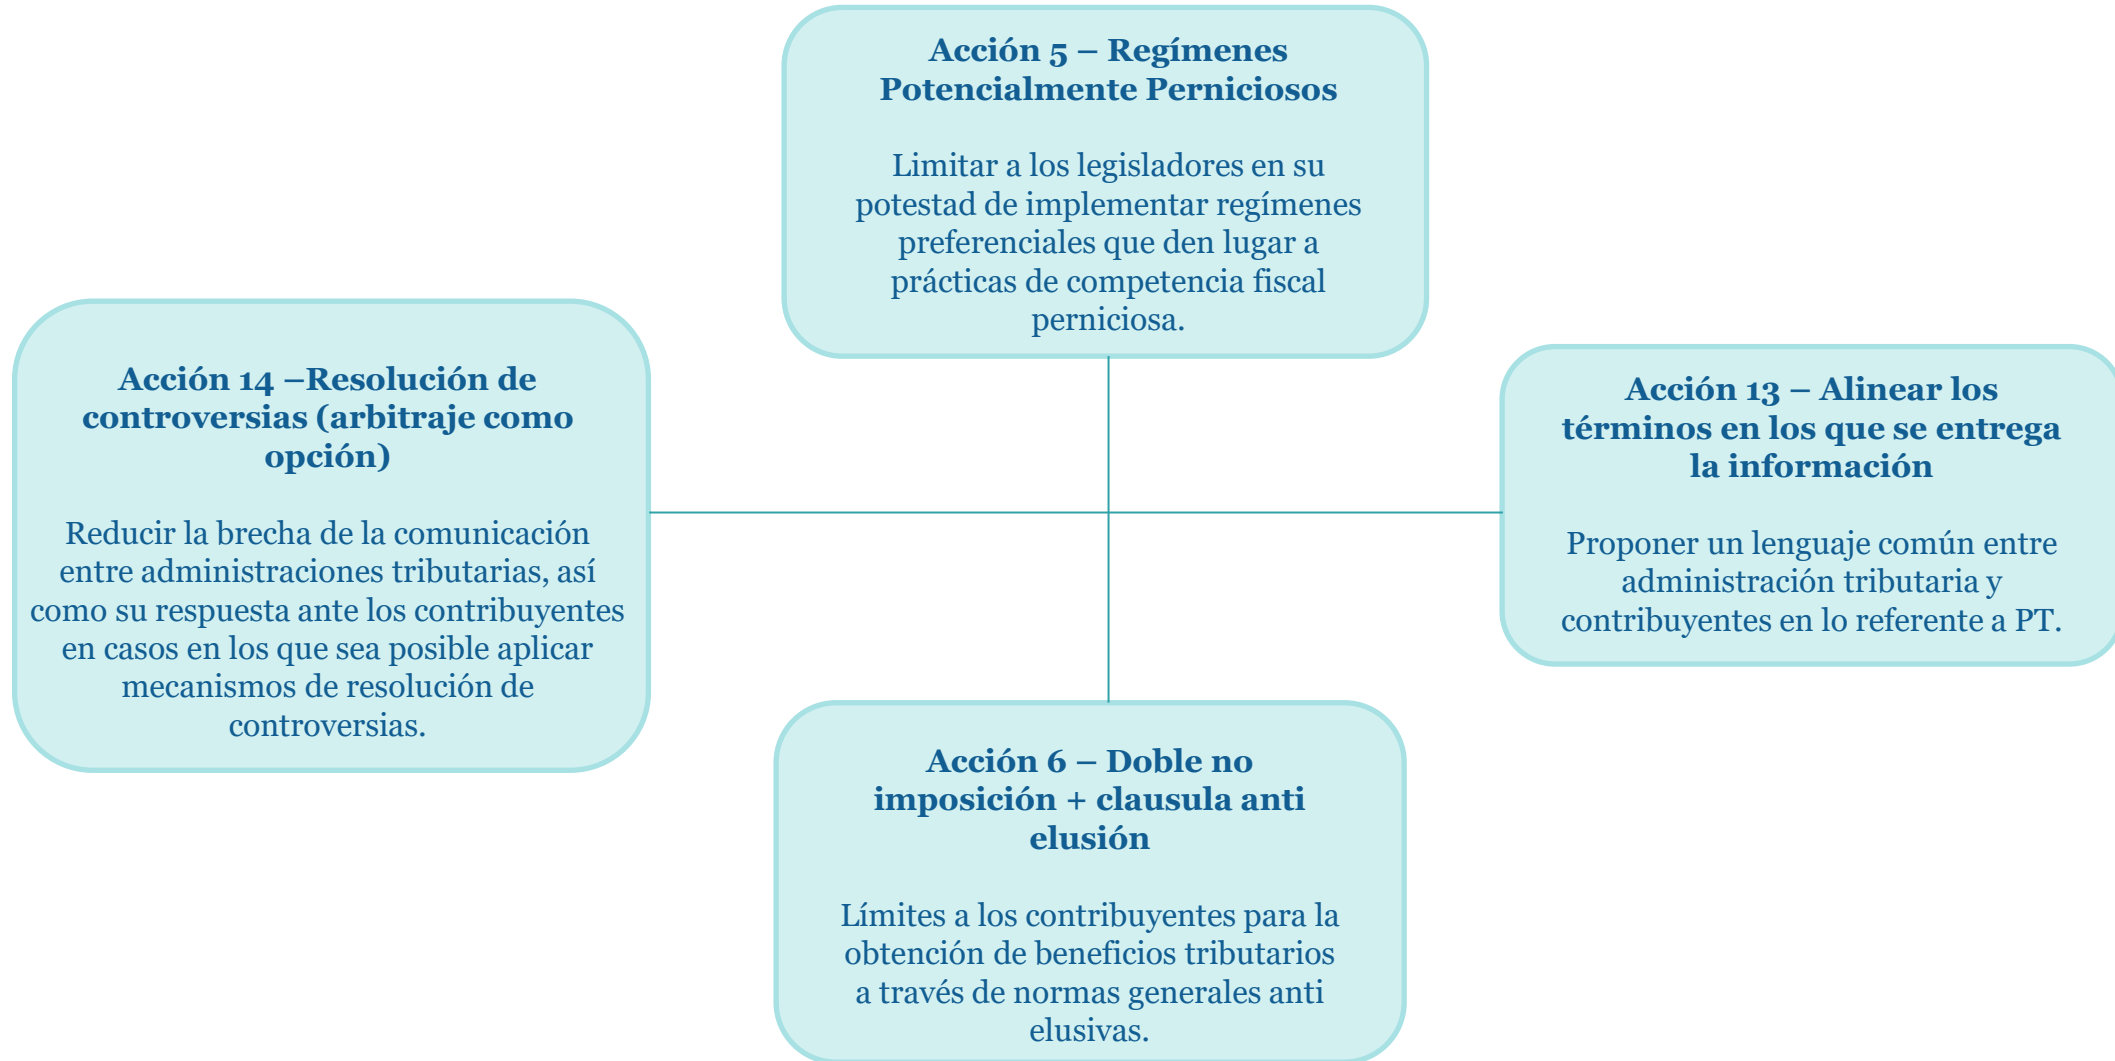 Acción 5 – Regímenes
Potencialmente Perniciosos
Limitar a los legisladores en su
potestad de implementar regímenes
preferenciales que den lugar a
prácticas de competencia fiscal
perniciosa.
Acción 14 –Resolución de
controversias (arbitraje como
opción)
Reducir la brecha de la comunicación
entre administraciones tributarias, así
como su respuesta ante los contribuyentes
en casos en los que sea posible aplicar
mecanismos de resolución de
controversias.
Acción 13 – Alinear los
términos en los que se entrega
la información
Proponer un lenguaje común entre
administración tributaria y
contribuyentes en lo referente a PT.
Acción 6 – Doble no
imposición + clausula anti
elusión
Límites a los contribuyentes para la
obtención de beneficios tributarios
a través de normas generales anti
elusivas.